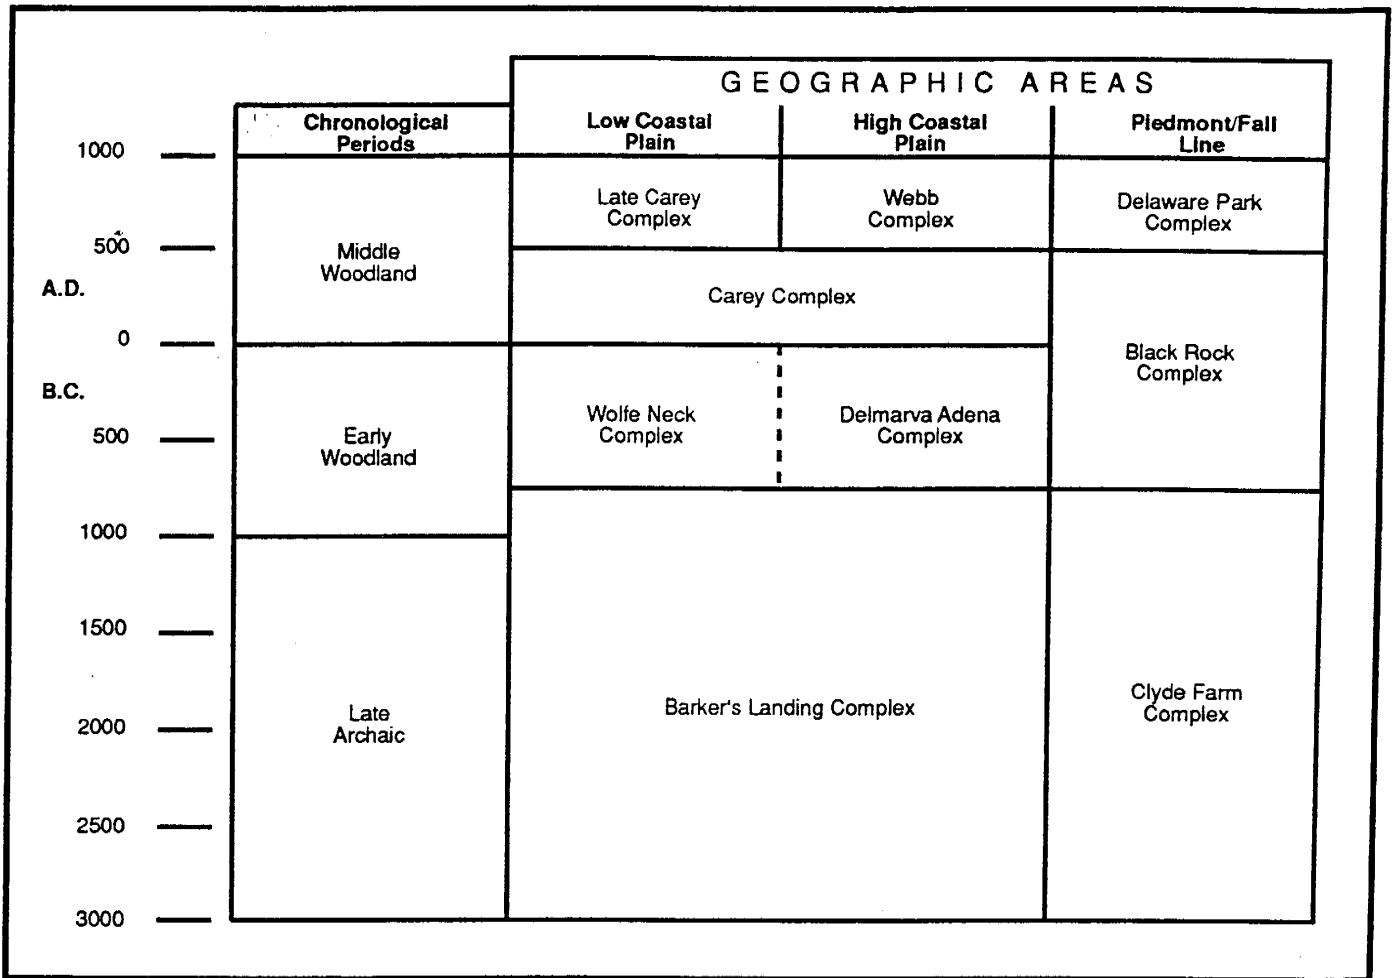 GEOGRAPHIC AREAS
Chronological
Periods
Low Coastal
Plain
High Coastal
Plain
Piedmont/Fall
Line
1000
Late Carey
Complex
Webb
Complex
Delaware Park
Complex
500
Middle
Woodland
A.D.
Carey Complex
0
Black Rock
Complex
B.C.
Wolfe Neck
Complex
Delmarva Adena
Complex
500
Early
Woodland
1000
1500
Barker's Landing Complex
Clyde Farm
Complex
Late
Archaic
2000
2500
3000